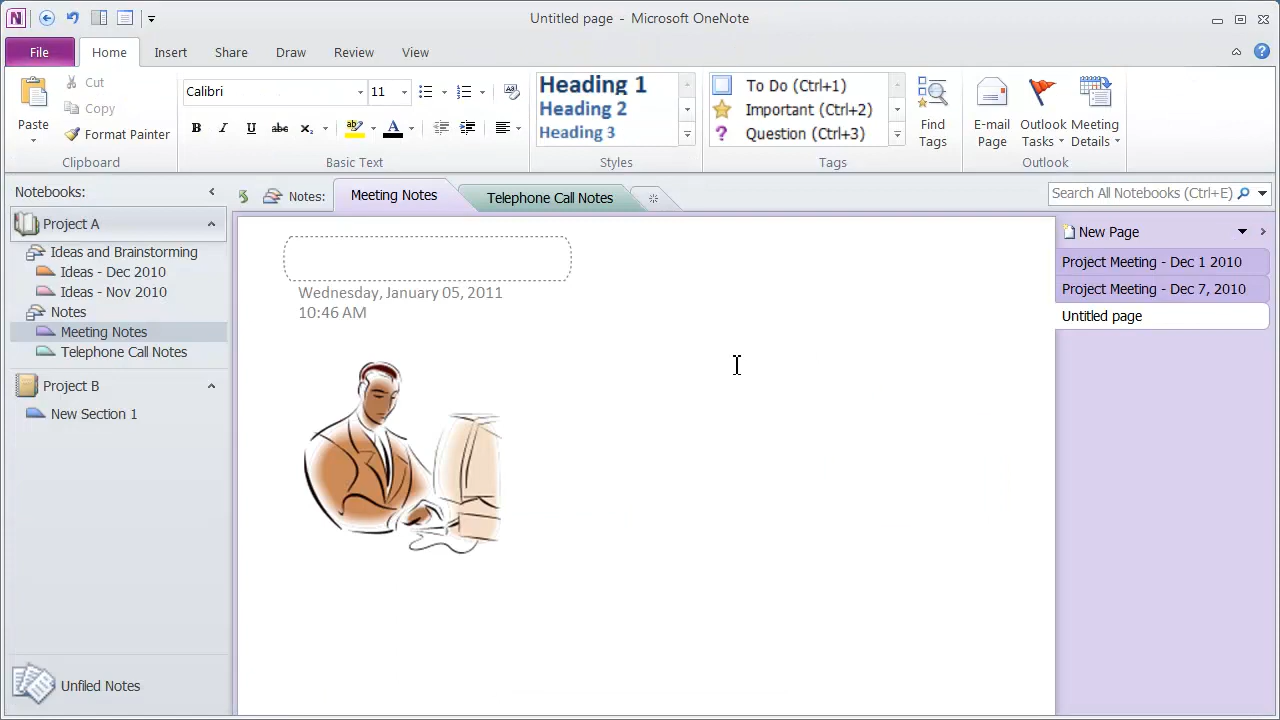 Untitled page - Microsoft OneNote
File Home Insert Share Draw Review View
Paste
Cut
Copy
Format Painter
Clipboard
Calibri 11
B I U abc X₂ A
Basic Text
Heading 1
Heading 2
Heading 3
Styles
To Do (Ctrl+1)
Important (Ctrl+2)
Question (Ctrl+3)
Find
Tags
Tags
E-mail
Page
Outlook
Tasks
Meeting
Details
Outlook
Notebooks:
Project A
Ideas and Brainstorming
Ideas - Dec 2010
Ideas - Nov 2010
Notes
Meeting Notes
Telephone Call Notes
Project B
New Section 1
Unfiled Notes
Notes: Meeting Notes Telephone Call Notes
Search All Notebooks (Ctrl+E)
Wednesday, January 05, 2011
10:46 AM
New Page
Project Meeting - Dec 1 2010
Project Meeting - Dec 7, 2010
Untitled page